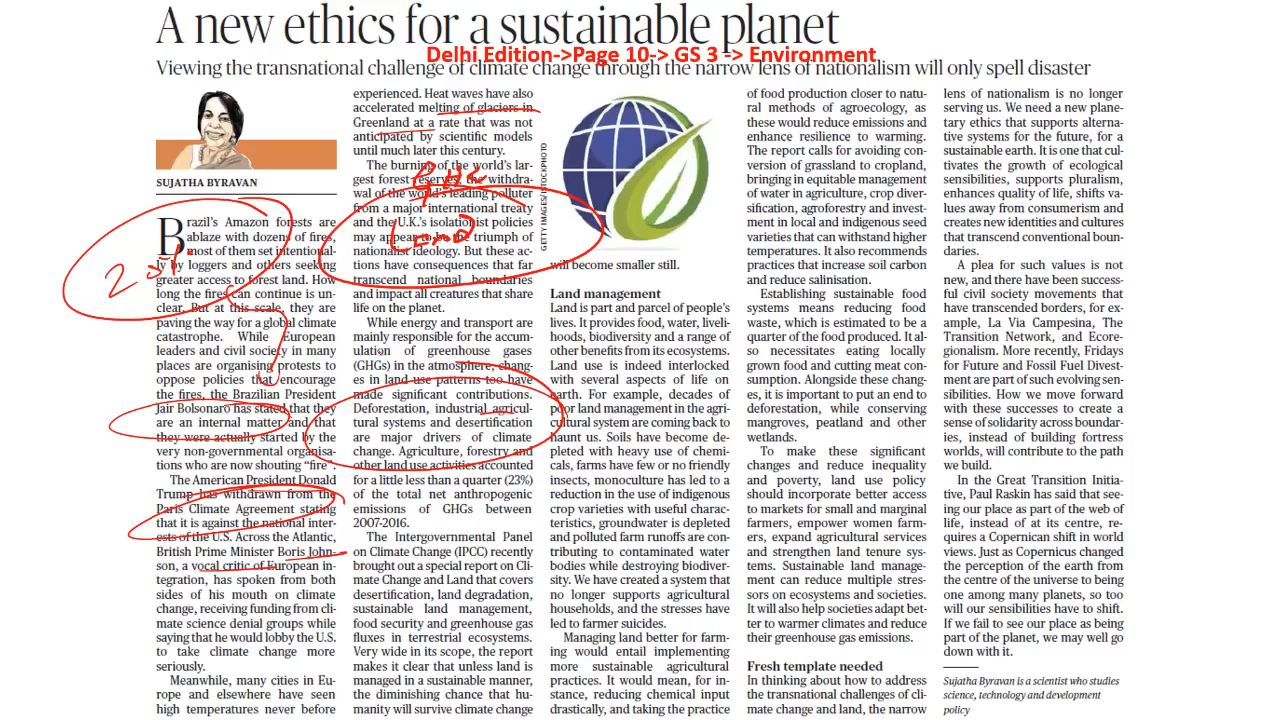 A new ethics for a sustainable planet
Delhi Edition->Page 10-> GS 3 -> Environment
Viewing the transnational challenge of climate change through the narrow lens of nationalism will only spell disaster
SUJATHA BYRAVAN
Brazil's Amazon forests are
ablaze with dozens of fires,
most of them set intentional-
ly by loggers and others seeking
greater access to forest land. How
long the fires can continue is un-
clear. But at this scale, they are
paving the way for a global climate
catastrophe. While European
leaders and civil society in many
places are organising protests to
oppose policies that encourage
the fires, the Brazilian President
Jair Bolsonaro has stated that they
are an internal matter and that
they were actually started by the
very non-governmental organisa-
tions who are now shouting "fire".
The American President Donald
Trump has withdrawn from the
Paris Climate Agreement stating
that it is against the national inter-
ests of the U.S. Across the Atlantic,
British Prime Minister Boris John-
son, a vocal critic of European in-
tegration, has spoken from both
sides of his mouth on climate
change, receiving funding from cli-
mate science denial groups while
saying that he would lobby the U.S.
to take climate change more
seriously.
Meanwhile, many cities in Eu-
rope and elsewhere have seen
high temperatures never before
20%
experienced. Heat waves have also
accelerated melting of glaciers in
Greenland at a rate that was not
anticipated by scientific models
until much later this century.
The burning of the world's lar-
gest forest reserves, the withdra-
wal of the world's leading polluter
from a major international treaty
and the U.K.'s isolationist policies
may appear to be the triumph of
nationalist ideology. But these ac-
tions have consequences that far
transcend national boundaries
and impact all creatures that share
life on the planet.
While energy and transport are
mainly responsible for the accum-
ulation of greenhouse gases
(GHGs) in the atmosphere, chang-
es in land use patterns too have
made significant contributions.
Deforestation, industrial agricul-
tural systems and desertification
are major drivers of climate
change. Agriculture, forestry and
other land use activities accounted
for a little less than a quarter (23%)
of the total net anthropogenic
emissions of GHGs between
2007-2016.
The Intergovernmental Panel
on Climate Change (IPCC) recently
brought out a special report on Cli-
mate Change and Land that covers
desertification, land degradation,
sustainable land management,
food security and greenhouse gas
fluxes in terrestrial ecosystems.
Very wide in its scope, the report
makes it clear that unless land is
managed in a sustainable manner,
the diminishing chance that hu-
manity will survive climate change
Land
GETTY IMAGES/ISTOCKPHOTO
will become smaller still.
Land management
Land is part and parcel of people's
lives. It provides food, water, liveli-
hoods, biodiversity and a range of
other benefits from its ecosystems.
Land use is indeed interlocked
with several aspects of life on
earth. For example, decades of
poor land management in the agri-
cultural system are coming back to
haunt us. Soils have become de-
pleted with heavy use of chemi-
cals, farms have few or no friendly
insects, monoculture has led to a
reduction in the use of indigenous
crop varieties with useful charac-
teristics, groundwater is depleted
and polluted farm runoffs are con-
tributing to contaminated water
bodies while destroying biodiver-
sity. We have created a system that
no longer supports agricultural
households, and the stresses have
led to farmer suicides.
Managing land better for farm-
ing would entail implementing
more sustainable agricultural
practices. It would mean, for in-
stance, reducing chemical input
drastically, and taking the practice
of food production closer to natu-
ral methods of agroecology, as
these would reduce emissions and
enhance resilience to warming.
The report calls for avoiding con-
version of grassland to cropland,
bringing in equitable management
of water in agriculture, crop diver-
sification, agroforestry and invest-
ment in local and indigenous seed
varieties that can withstand higher
temperatures. It also recommends
practices that increase soil carbon
and reduce salinisation.
Establishing sustainable food
systems means reducing food
waste, which is estimated to be a
quarter of the food produced. It al-
so necessitates eating locally
grown food and cutting meat con-
sumption. Alongside these chang-
es, it is important to put an end to
deforestation, while conserving
mangroves, peatland and other
wetlands.
To make these significant
changes and reduce inequality
and poverty, land use policy
should incorporate better access
to markets for small and marginal
farmers, empower women farm-
ers, expand agricultural services
and strengthen land tenure sys-
tems. Sustainable land manage-
ment can reduce multiple stres-
sors on ecosystems and societies.
It will also help societies adapt bet-
ter to warmer climates and reduce
their greenhouse gas emissions.
Fresh template needed
In thinking about how to address
the transnational challenges of cli-
mate change and land, the narrow
lens of nationalism is no longer
serving us. We need a new plane-
tary ethic that supports alterna-
tive systems for the future, for a
sustainable earth. It is one that cul-
tivates the growth of ecological
sensibilities, supports pluralism,
enhances quality of life, shifts va-
lues away from consumerism and
creates new identities and cultures
that transcend conventional boun-
daries.
A plea for such values is not
new, and there have been success-
ful civil society movements that
have transcended borders, for ex-
ample, La Via Campesina, The
Transition Network, and Ecore-
gionalism. More recently, Fridays
for Future and Fossil Fuel Divest-
ment are part of such evolving sen-
sibilities. How we move forward
with these successes to create a
sense of solidarity across boundar-
ies, instead of building fortress
worlds, will contribute to the path
we build.
In the Great Transition Initia-
tive, Paul Raskin has said that see-
ing our place as part of the web of
life, instead of at its centre, re-
quires a Copernican shift in world
views. Just as Copernicus changed
the perception of the earth from
the centre of the universe to being
one among many planets, so too
will our sensibilities have to shift.
If we fail to see our place as being
part of the planet, we may well go
down with it.
Sujatha Byravan is a scientist who studies
science, technology and development
policy